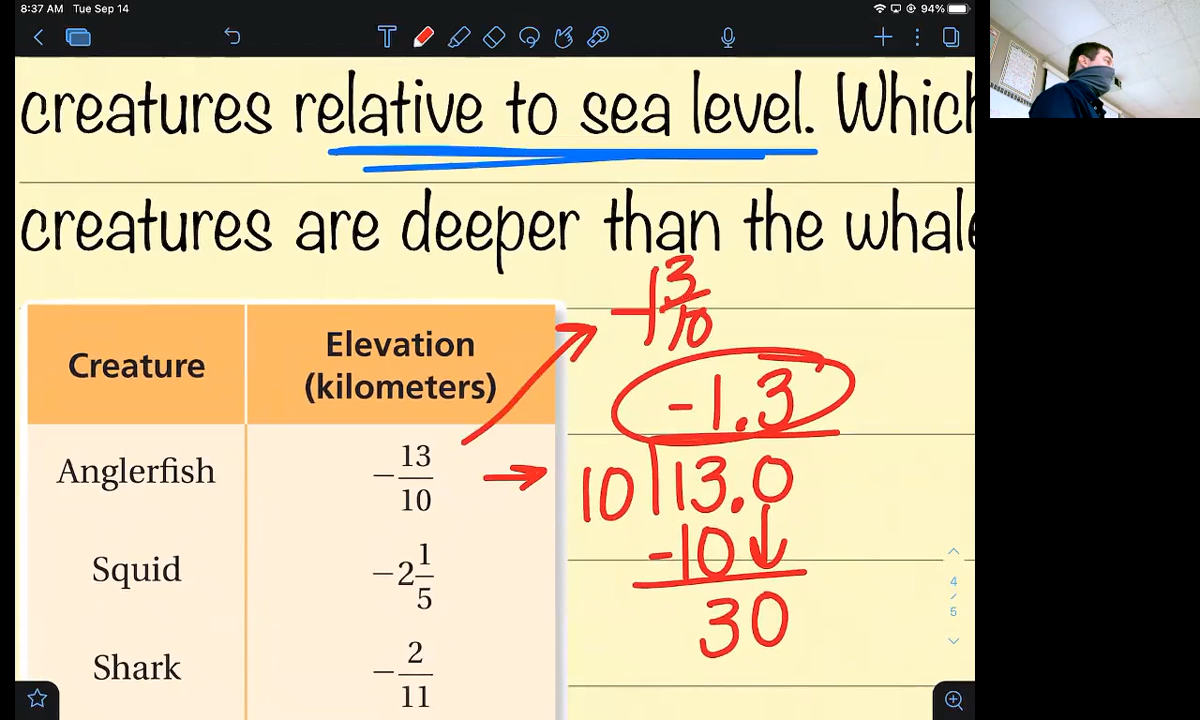 8:37 AM Tue Sep 14
94%
creatures relative to sea level. Which
creatures are deeper than the whale
-1 3/10
Creature
Elevation
(kilometers)
-1.3
Anglerfish
-13/10
10 13.0
-10
30
Squid
-2 1/5
Shark
-2/11
4
/
5